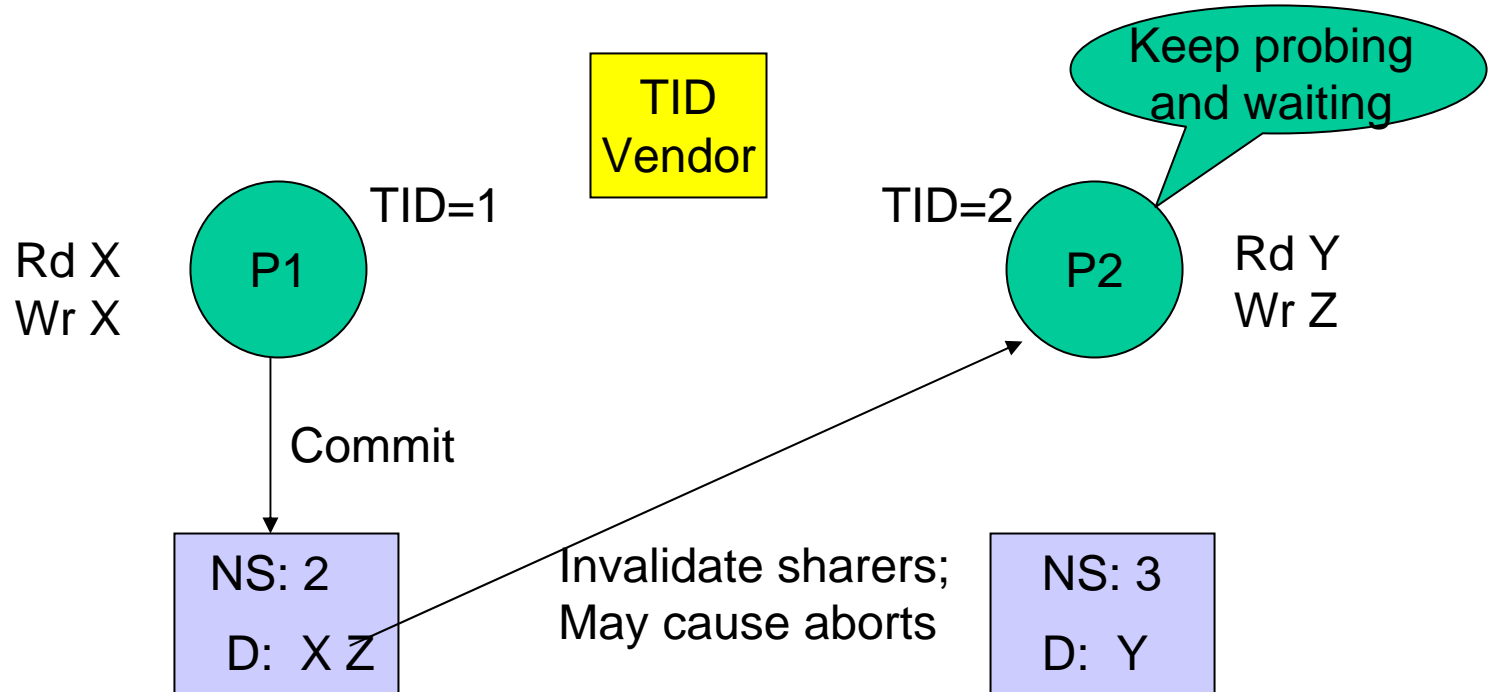 Keep probing
and waiting
TID
Vendor
TID=1
TID=2
Rd X
Wr X
P1
P2
Rd Y
Wr Z
Commit
Invalidate sharers;
May cause aborts
NS: 2
D: X Z
NS: 3
D: Y